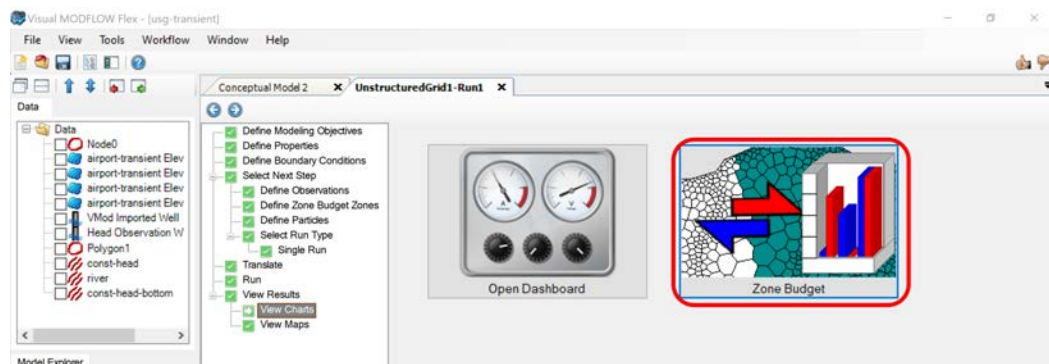 Visual MODFLOW Flex - [usg-transient]
File View Tools Workflow Window Help
Data
Conceptual Model 2
UnstructuredGrid1-Run1
Data
Node0
airport-transient Elev
airport-transient Elev
airport-transient Elev
airport-transient Elev
VMod Imported Well
Head Observation W
Polygon1
const-head
river
const-head-bottom
Model Explorer
Define Modeling Objectives
Define Properties
Define Boundary Conditions
Select Next Step
Define Observations
Define Zone Budget Zones
Define Particles
Select Run Type
Single Run
Translate
Run
View Results
View Charts
View Maps
Open Dashboard
Zone Budget